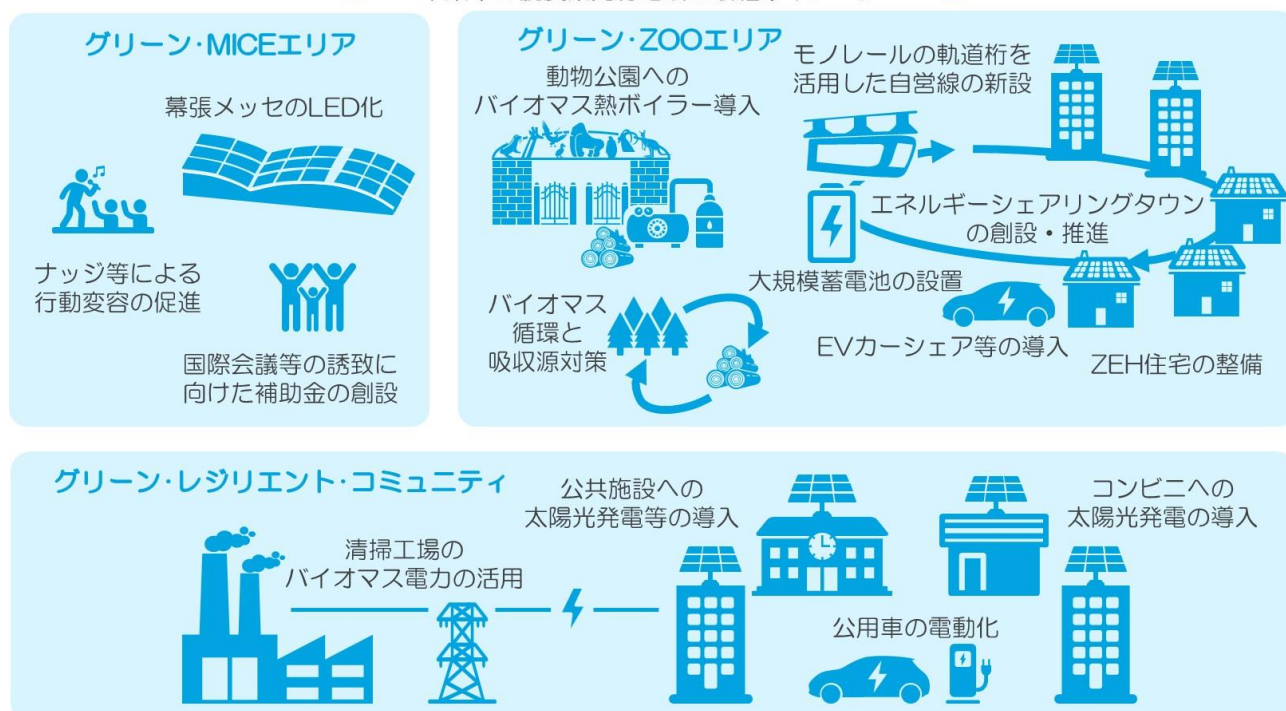 グリーン・MICEエリア
幕張メッセのLED化
ナッジ等による
行動変容の促進
国際会議等の誘致に
向けた補助金の創設
グリーン・ZOOエリア
動物公園への
バイオマス熱ボイラー導入
モノレールの軌道桁を
活用した自営線の新設
エネルギーシェアリングタウン
の創設・推進
大規模蓄電池の設置
バイオマス
循環と
吸収源対策
EVカーシェア等の導入
ZEH住宅の整備
グリーン・レジリエント・コミュニティ
清掃工場の
バイオマス電力の活用
公共施設への
太陽光発電等の導入
コンビニへの
太陽光発電の導入
公用車の電動化